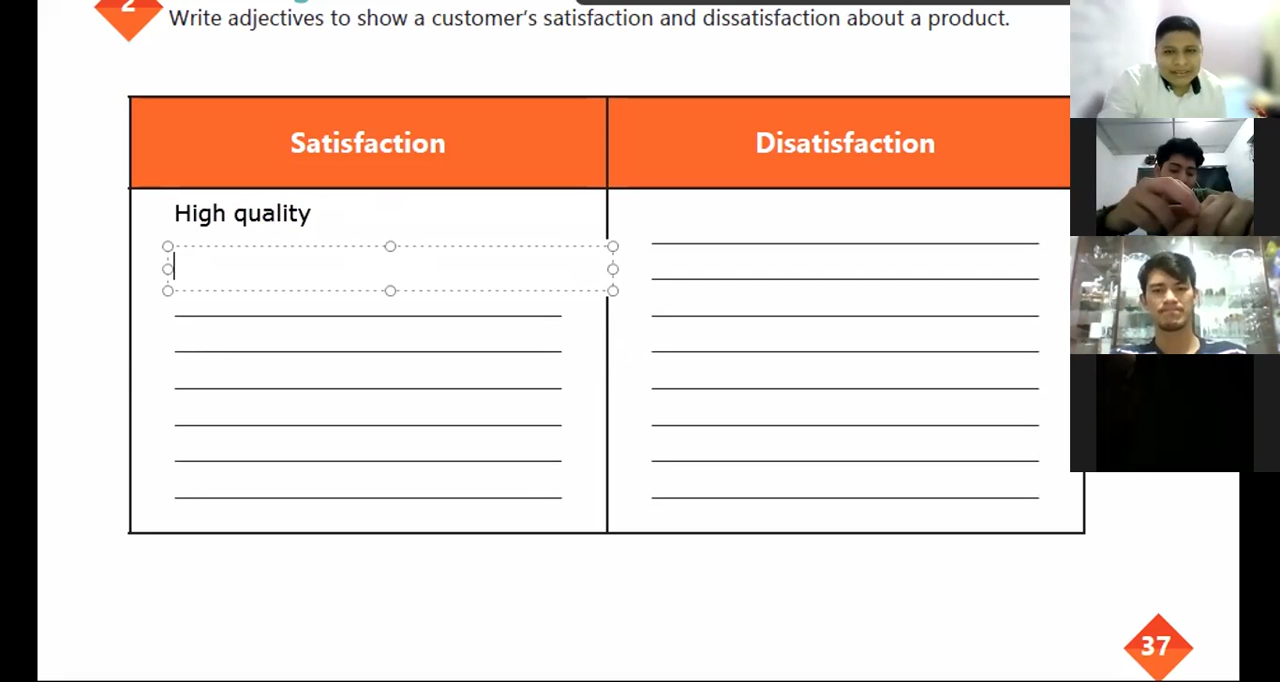 2
Write adjectives to show a customer's satisfaction and dissatisfaction about a product.
Satisfaction
Disatisfaction
High quality
37